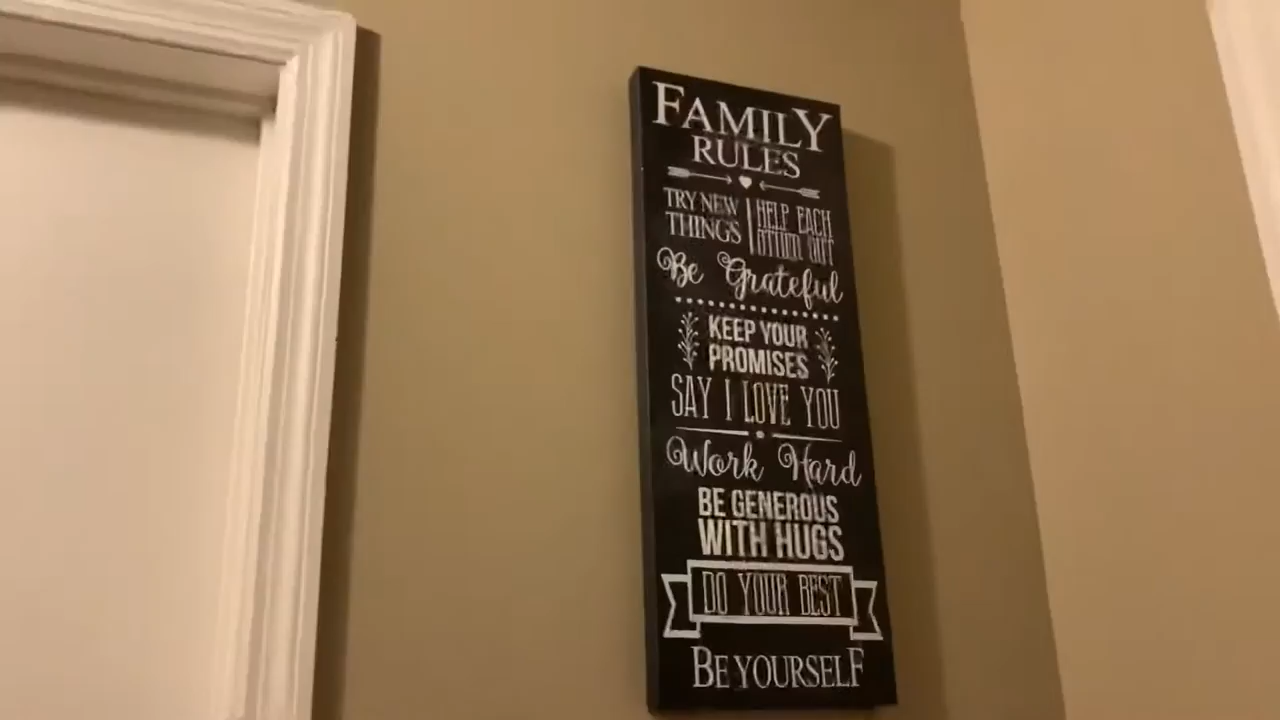 FAMILY
RULES
TRY NEW
THINGS
HELP EACH
OTHER OUT
Be Grateful
KEEP YOUR
PROMISES
SAY I LOVE YOU
Work Hard
BE GENEROUS
WITH HUGS
DO YOUR BEST
BE YOURSELF